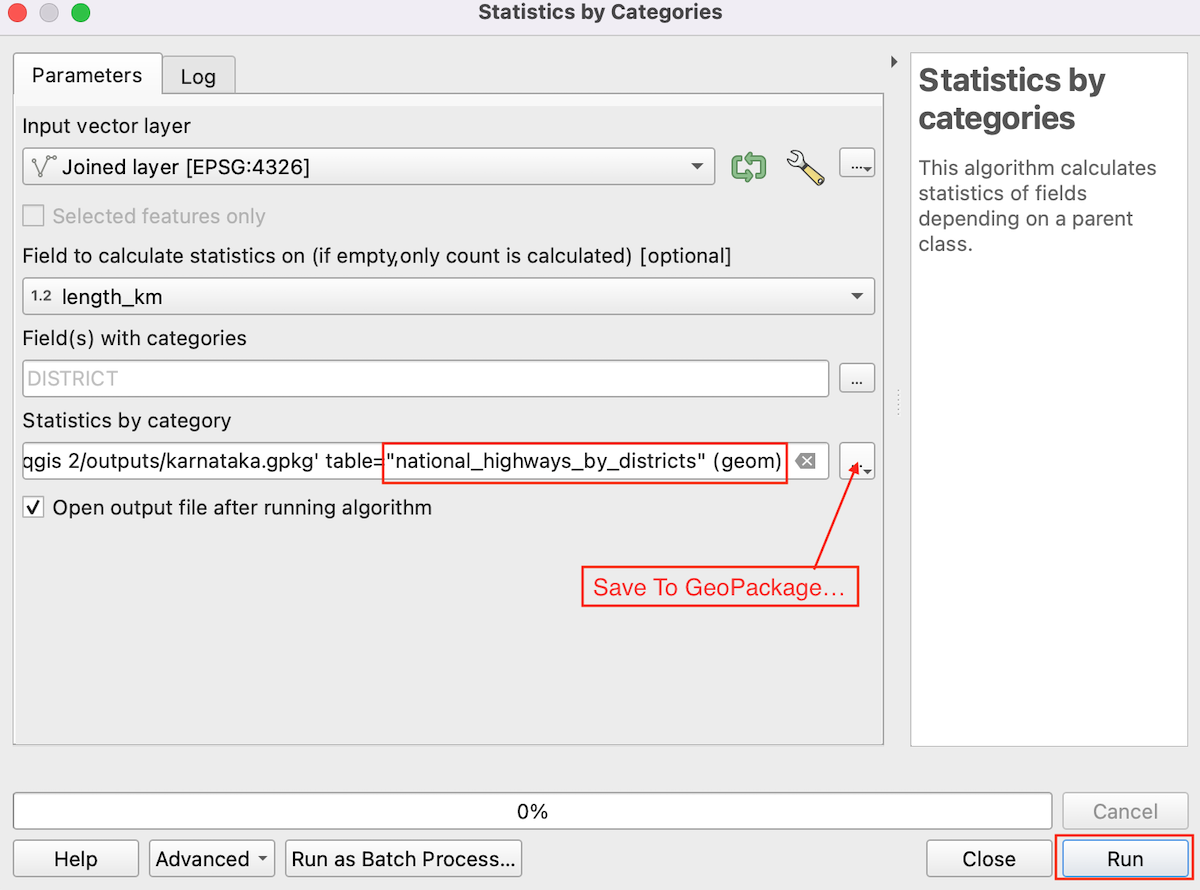 Statistics by Categories
Parameters
Log
Input vector layer
Joined layer [EPSG:4326]
...
Selected features only
Field to calculate statistics on (if empty,only count is calculated) [optional]
1.2 length_km
Field(s) with categories
DISTRICT
...
Statistics by category
qgis 2/outputs/karnataka.gpkg' table="national_highways_by_districts" (geom)
...
Open output file after running algorithm
Save To GeoPackage...
Statistics by
categories
This algorithm calculates
statistics of fields
depending on a parent
class.
0%
Cancel
Help
Advanced
Run as Batch Process...
Close
Run